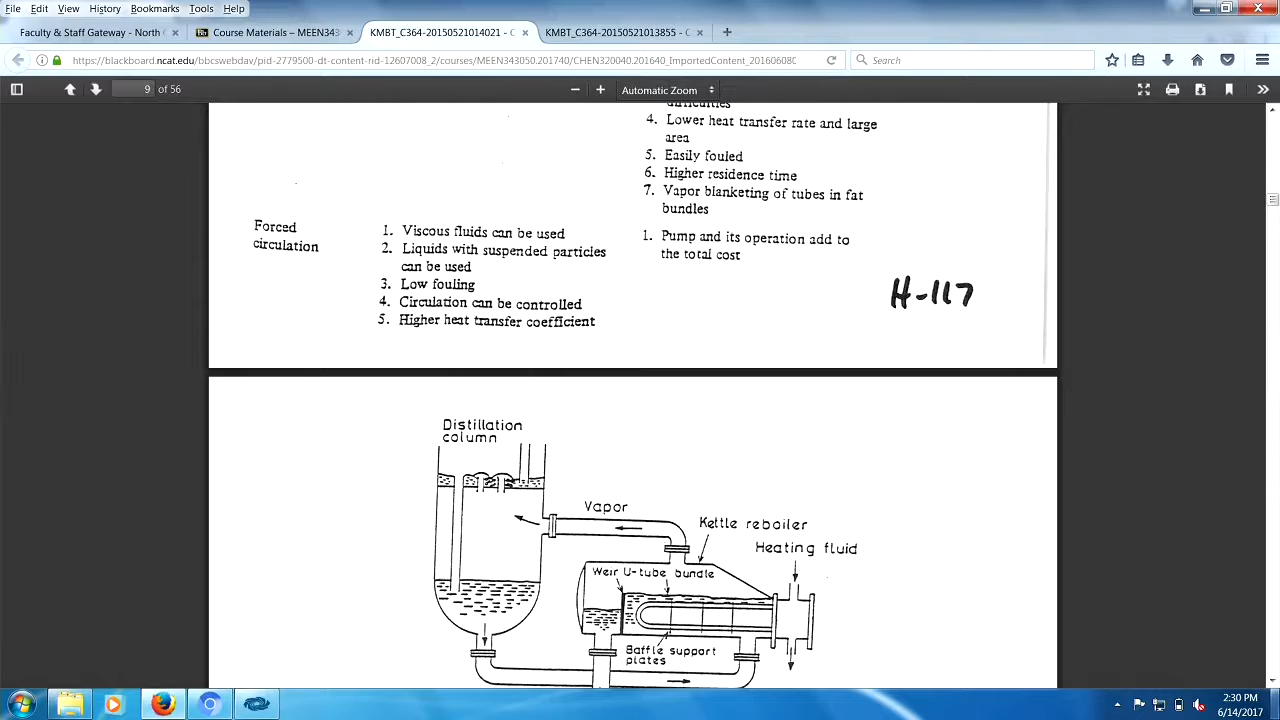 File Edit View History Bookmarks Tools Help
Faculty & Staff Gateway - North C
Course Materials – MEEN343
KMBT_C364-20150521014021 - C
KMBT_C364-20150521013855 - C
https://blackboard.ncat.edu/bbcswebdav/pid-2779500-dt-content-rid-12607008_2/courses/MEEN343050.201740/CHEN320040.201640_ImportedContent_201606080
Search
9 of 56
Automatic Zoom
difficulties
4. Lower heat transfer rate and large
area
5. Easily fouled
6. Higher residence time
7. Vapor blanketing of tubes in fat
bundles
Forced
circulation
1. Viscous fluids can be used
2. Liquids with suspended particles
can be used
3. Low fouling
4. Circulation can be controlled
5. Higher heat transfer coefficient
1. Pump and its operation add to
the total cost
H-117
Distillation
column
Vapor
Kettle reboiler
Heating fluid
Weir U-tube bundle
Baffle support
plates
2:30 PM
6/14/2017